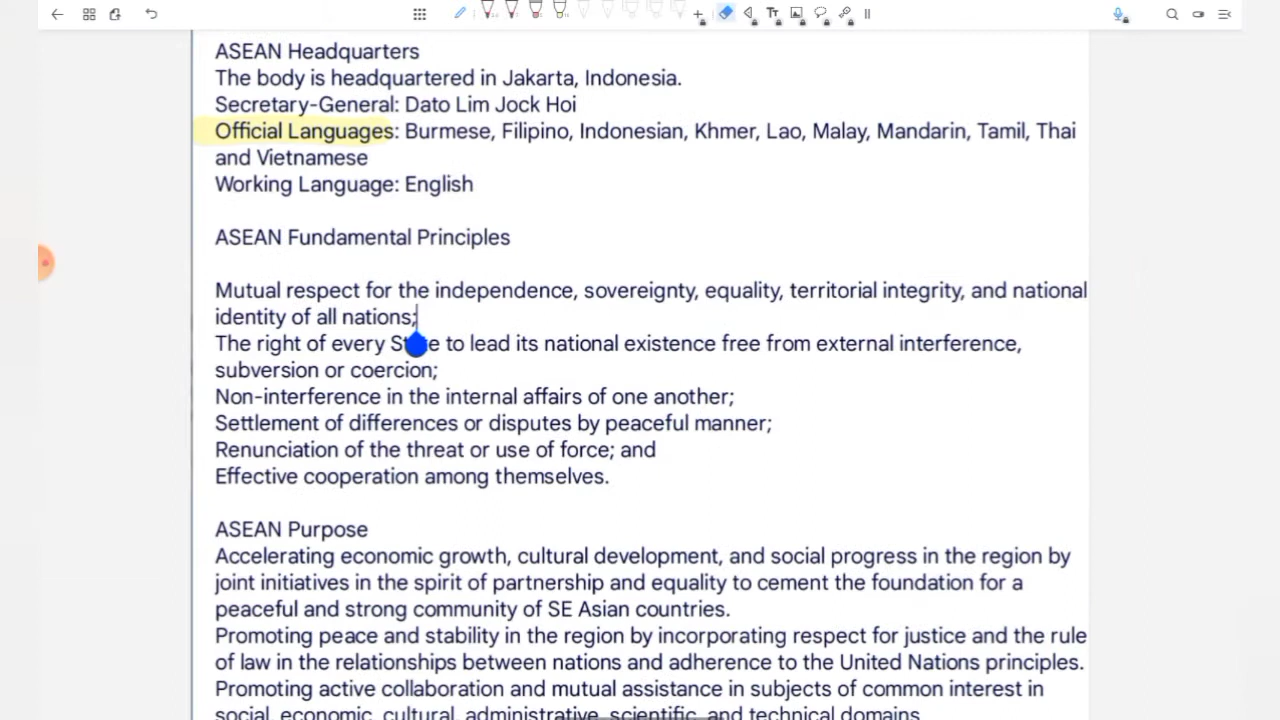 ASEAN Headquarters
The body is headquartered in Jakarta, Indonesia.
Secretary-General: Dato Lim Jock Hoi
Official Languages: Burmese, Filipino, Indonesian, Khmer, Lao, Malay, Mandarin, Tamil, Thai
and Vietnamese
Working Language: English
ASEAN Fundamental Principles
Mutual respect for the independence, sovereignty, equality, territorial integrity, and national
identity of all nations;
The right of every State to lead its national existence free from external interference,
subversion or coercion;
Non-interference in the internal affairs of one another;
Settlement of differences or disputes by peaceful manner;
Renunciation of the threat or use of force; and
Effective cooperation among themselves.
ASEAN Purpose
Accelerating economic growth, cultural development, and social progress in the region by
joint initiatives in the spirit of partnership and equality to cement the foundation for a
peaceful and strong community of SE Asian countries.
Promoting peace and stability in the region by incorporating respect for justice and the rule
of law in the relationships between nations and adherence to the United Nations principles.
Promoting active collaboration and mutual assistance in subjects of common interest in
social, economic, cultural, administrative, scientific, and technical domains